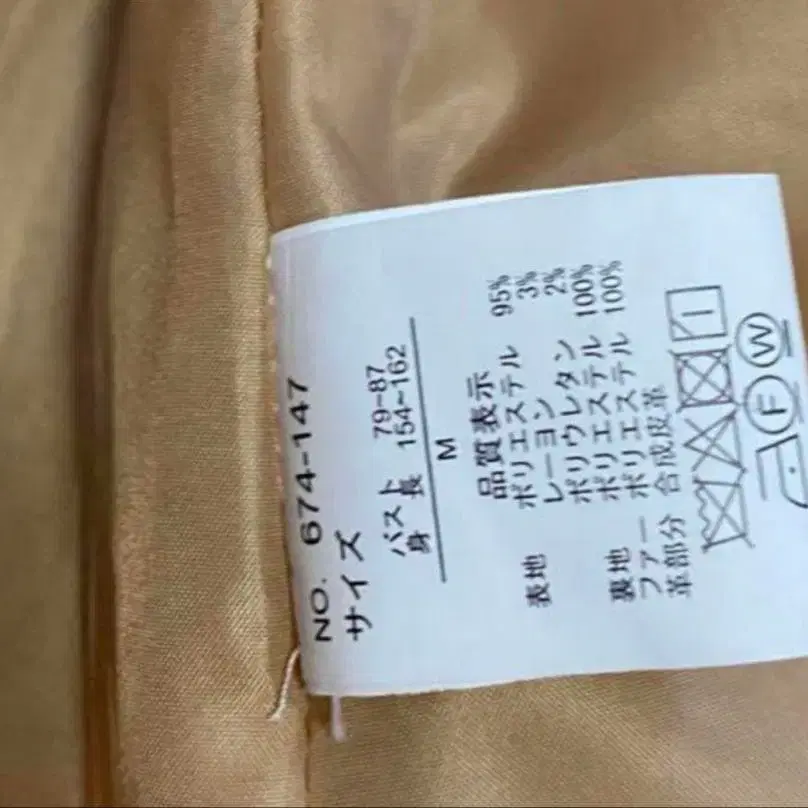 NO. 674-147
サイズ
バスト 79-87
身長 154-162
M
品質表示
表地 ポリエステル 95%
レーヨン 3%
ポリウレタン 2%
裏地 ポリエステル 100%
ファー ポリエステル 100%
革部分 合成皮革
F W